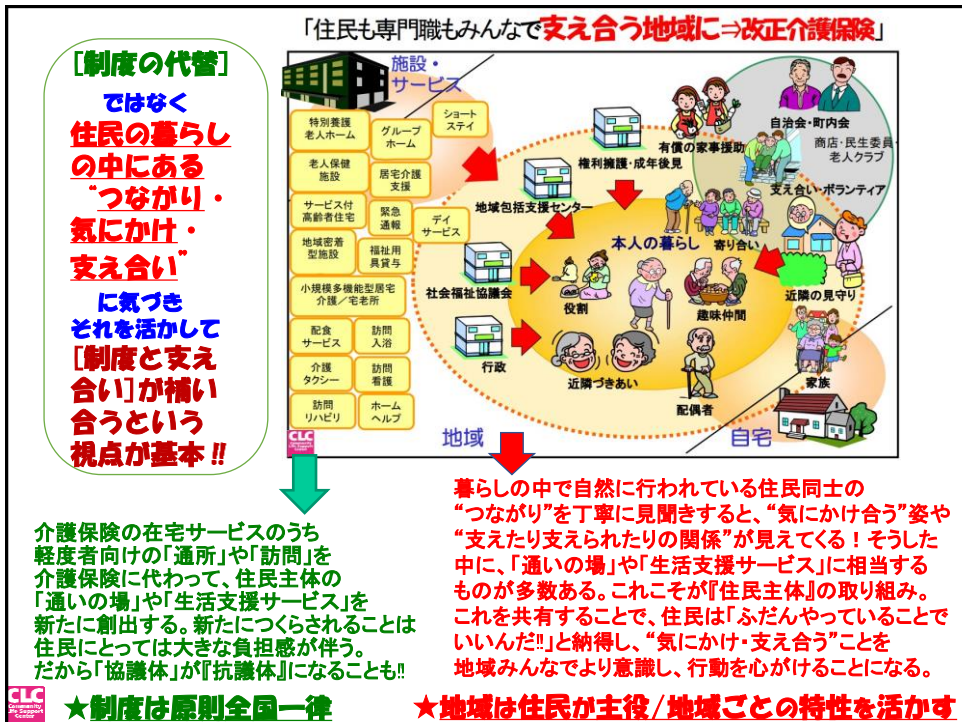 「住民も専門職もみんなで支え合う地域に⇒改正介護保険」
［制度の代替］
ではなく
住民の暮らし
の中にある
“つながり・
気にかけ・
支え合い”
に気づき
それを活かして
［制度と支え
合い］が補い
合うという
視点が基本‼
施設・
サービス
特別養護
老人ホーム
グループ
ホーム
ショート
ステイ
老人保健
施設
居宅介護
支援
サービス付
高齢者住宅
緊急
通報
デイ
サービス
地域密着
型施設
福祉用
具貸与
小規模多機能型居宅
介護／宅老所
配食
サービス
訪問
入浴
介護
タクシー
訪問
看護
訪問
リハビリ
ホーム
ヘルプ
有償の家事援助
自治会・町内会
商店・民生委員・
老人クラブ
支え合い・ボランティア
権利擁護・成年後見
地域包括支援センター
本人の暮らし
寄り合い
社会福祉協議会
役割
趣味仲間
近隣の見守り
行政
近隣づきあい
配偶者
家族
地域
自宅
CLC
Community
Life Support
Center
介護保険の在宅サービスのうち
軽度者向けの「通所」や「訪問」を
介護保険に代わって、住民主体の
「通いの場」や「生活支援サービス」を
新たに創出する。新たにつくらされることは
住民にとっては大きな負担感が伴う。
だから「協議体」が『抗議体』になることも‼
★制度は原則全国一律
暮らしの中で自然に行われている住民同士の
“つながり”を丁寧に見聞きすると、“気にかけ合う”姿や
“支えたり支えられたりの関係”が見えてくる！そうした
中に、「通いの場」や「生活支援サービス」に相当する
ものが多数ある。これこそが『住民主体』の取り組み。
これを共有することで、住民は「ふだんやっていることで
いいんだ‼」と納得し、“気にかけ・支え合う”ことを
地域みんなでより意識し、行動を心がけることになる。
★地域は住民が主役/地域ごとの特性を活かす
CLC
Community
Life Support
Center